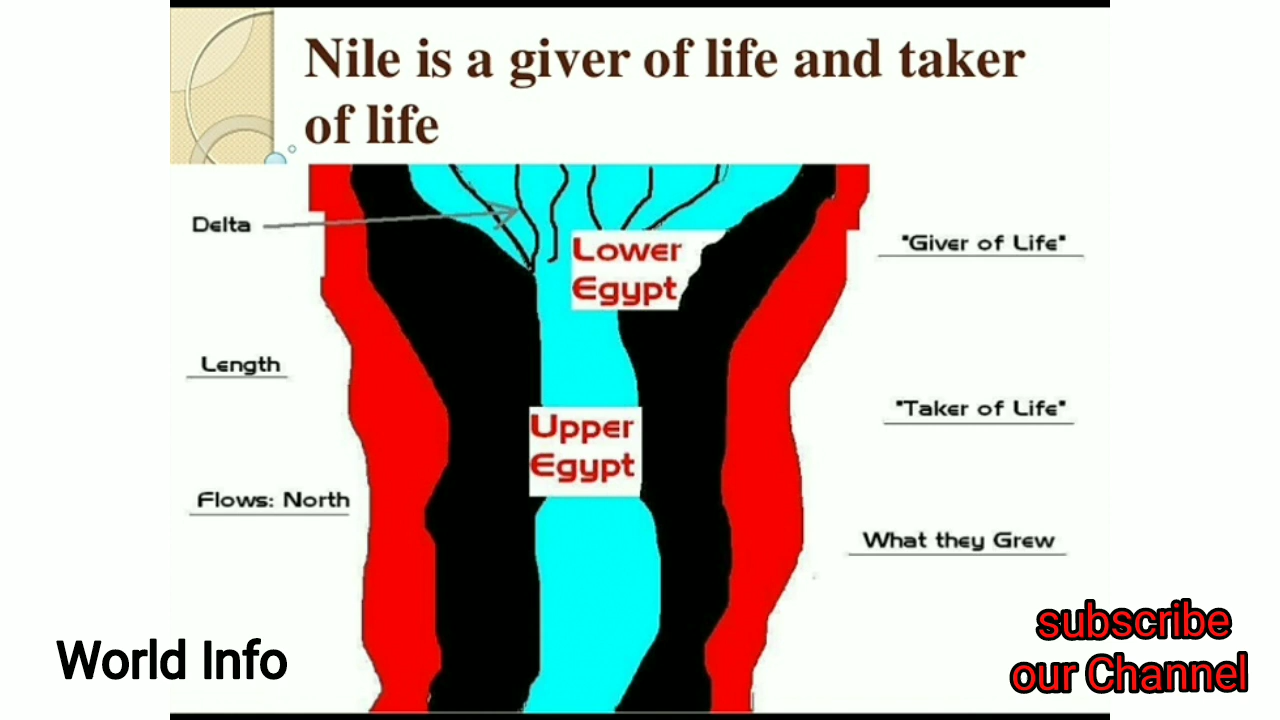 Nile is a giver of life and taker
of life
Delta
Lower
Egypt
"Giver of Life"
Length
Upper
Egypt
"Taker of Life"
Flows: North
What they Grew
World Info
subscribe
our Channel